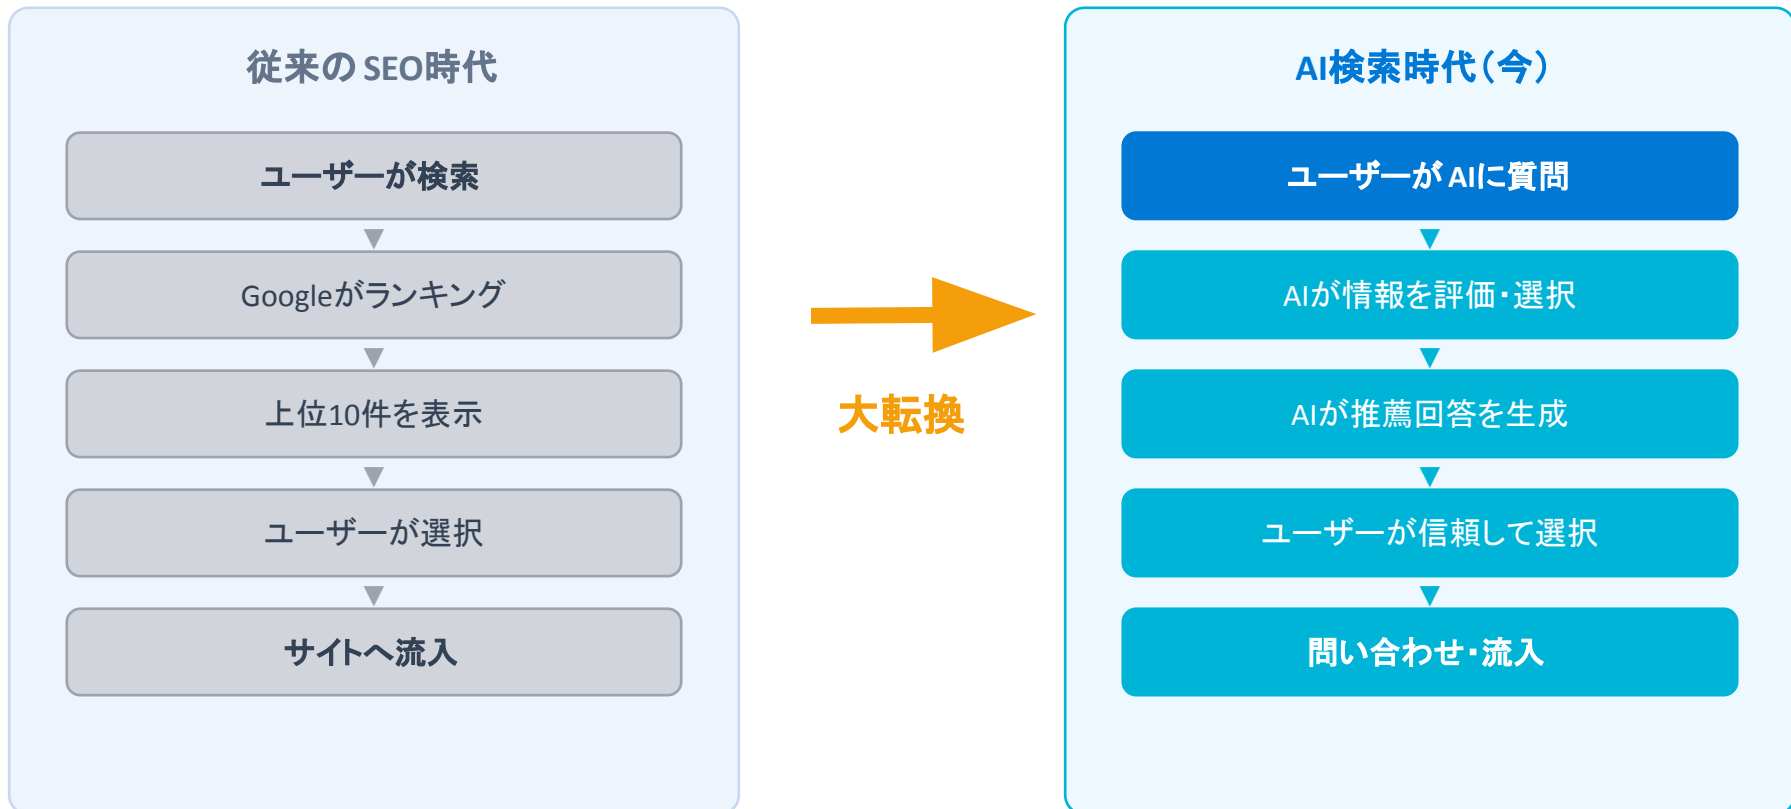 従来のSEO時代
ユーザーが検索
▼
Googleがランキング
▼
上位10件を表示
▼
ユーザーが選択
▼
サイトへ流入
大転換
AI検索時代（今）
ユーザーがAIに質問
▼
AIが情報を評価・選択
▼
AIが推薦回答を生成
▼
ユーザーが信頼して選択
▼
問い合わせ・流入